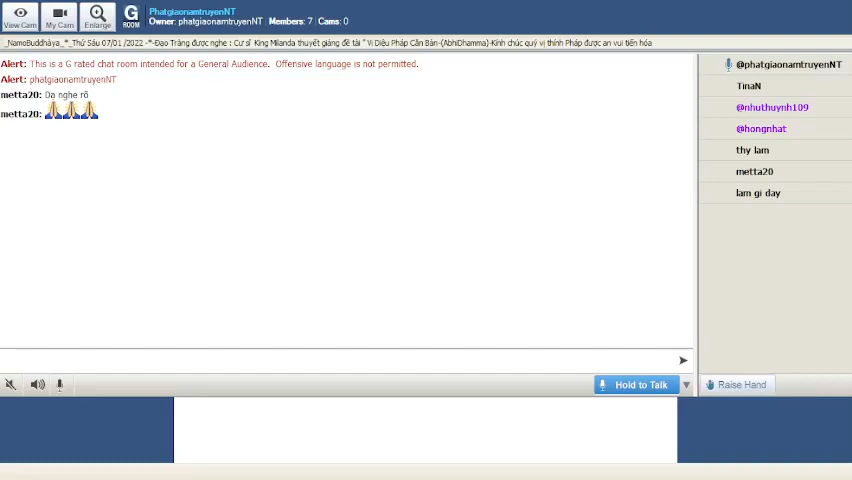 View Cam
My Cam
Enlarge
G
ROOM
PhatgiaonamtruyenNT
Owner: phatgiaonamtruyenNT Members: 7 Cams: 0
_NamoBuddhàya_*_Thứ Sáu 07/01 /2022 -*-Đạo Tràng được nghe : Cư sĩ King Milanda thuyết giảng đề tài " Vi Diệu Pháp Căn Bản-(AbhiDhamma)-Kính chúc quý vị thính Pháp được an vui tiến hóa
Alert: This is a G rated chat room intended for a General Audience. Offensive language is not permitted.
Alert: phatgiaonamtruyenNT
metta20: Dạ nghe rõ
metta20:
@phatgiaonamtruyenNT
TinaN
@nhuthuynh109
@hongnhat
thy lam
metta20
lam gi day
Hold to Talk
Raise Hand